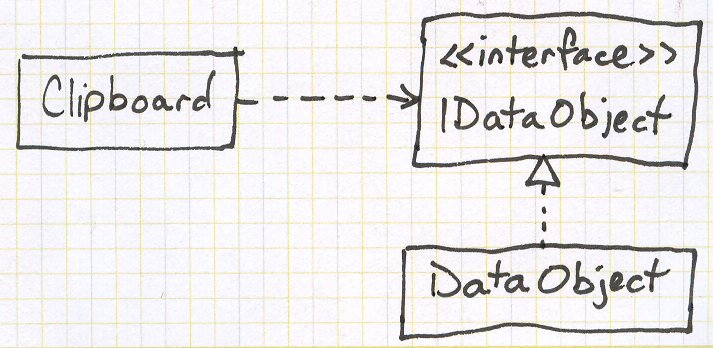 Clipboard
<<interface>>
IDataObject
DataObject